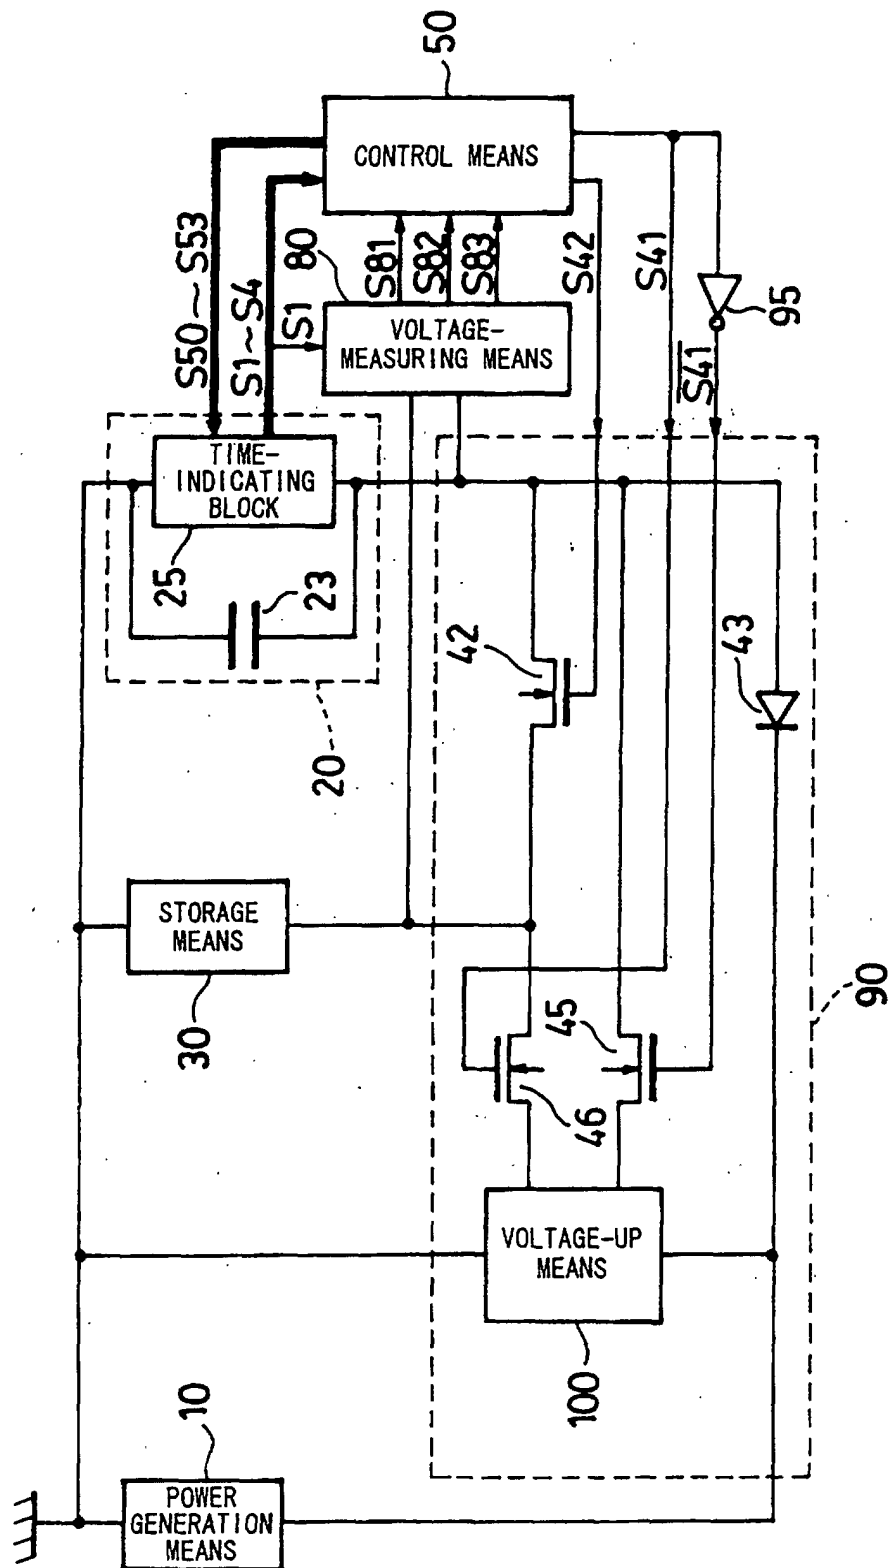 50
CONTROL MEANS
S50～S53
S1～S4
80
S1
S81
S82
S83
S42
S41
95
S41
VOLTAGE-
MEASURING MEANS
TIME-
INDICATING
BLOCK
25
23
20
42
43
STORAGE
MEANS
30
45
46
90
VOLTAGE-UP
MEANS
100
10
POWER
GENERATION
MEANS